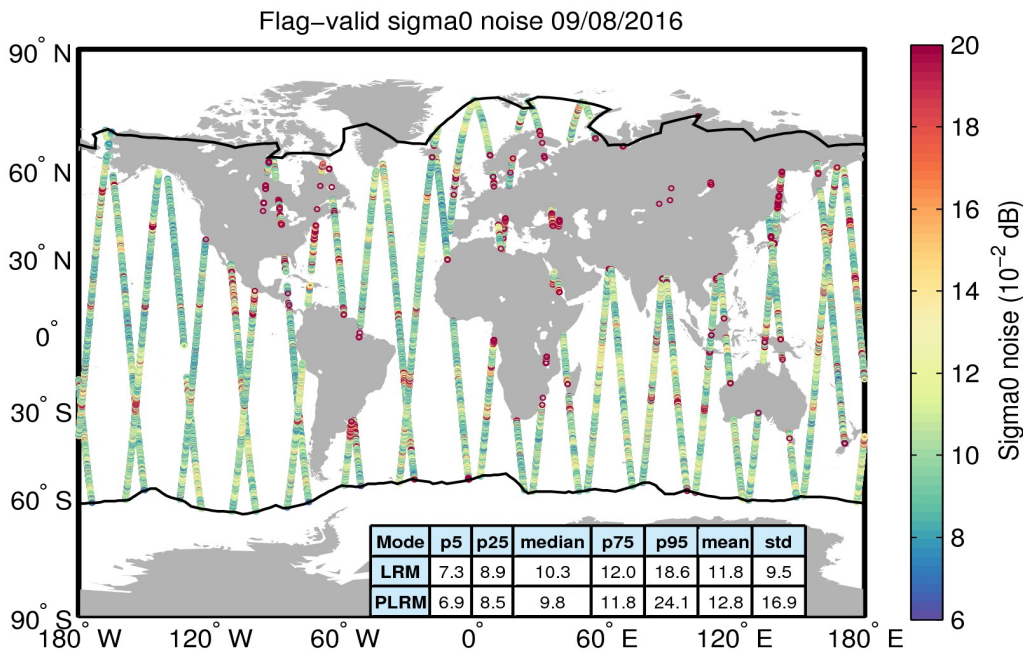 Flag−valid sigma0 noise 09/08/2016
90° N
60° N
30° N
0°
30° S
60° S
90° S
180° W
120° W
60° W
0°
60° E
120° E
180° E
Mode p5 p25 median p75 p95 mean std
LRM 7.3 8.9 10.3 12.0 18.6 11.8 9.5
PLRM 6.9 8.5 9.8 11.8 24.1 12.8 16.9
20
18
16
14
12
10
8
6
Sigma0 noise (10⁻² dB)